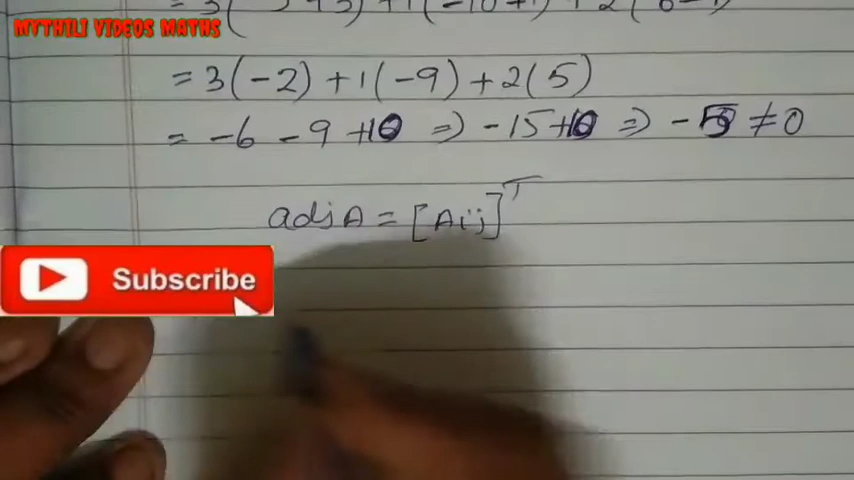 MYTHILI VIDEOS MATHS
= 3(-2) +1(-9) +2(5)
= -6 -9 +10 ⇒ -15+10 ⇒ -5 ≠ 0
adj A = [Aij]ᵀ
Subscribe